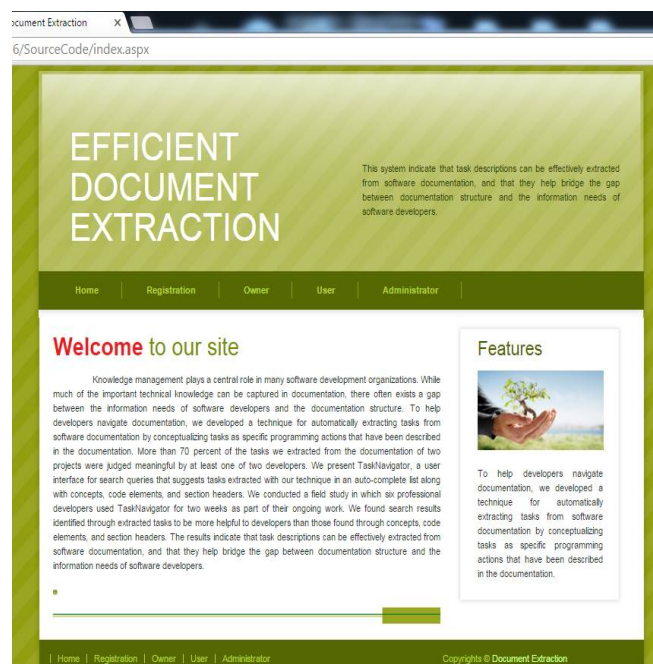 ocument Extraction
6/SourceCode/index.aspx
EFFICIENT
DOCUMENT
EXTRACTION
This system indicate that task descriptions can be effectively extracted
from software documentation, and that they help bridge the gap
between documentation structure and the information needs of
software developers.
Home Registration Owner User Administrator
Welcome to our site
Knowledge management plays a central role in many software development organizations. While
much of the important technical knowledge can be captured in documentation, there often exists a gap
between the information needs of software developers and the documentation structure. To help
developers navigate documentation, we developed a technique for automatically extracting tasks from
software documentation by conceptualizing tasks as specific programming actions that have been described
in the documentation. More than 70 percent of the tasks we extracted from the documentation of two
projects were judged meaningful by at least one of two developers. We present TaskNavigator, a user
interface for search queries that suggests tasks extracted with our technique in an auto-complete list along
with concepts, code elements, and section headers. We conducted a field study in which six professional
developers used TaskNavigator for two weeks as part of their ongoing work. We found search results
identified through extracted tasks to be more helpful to developers than those found through concepts, code
elements, and section headers. The results indicate that task descriptions can be effectively extracted from
software documentation, and that they help bridge the gap between documentation structure and the
information needs of software developers.
Features
To help developers navigate
documentation, we developed a
technique for automatically
extracting tasks from software
documentation by conceptualizing
tasks as specific programming
actions that have been described
in the documentation.
| Home | Registration | Owner | User | Administrator
Copyrights © Document Extraction